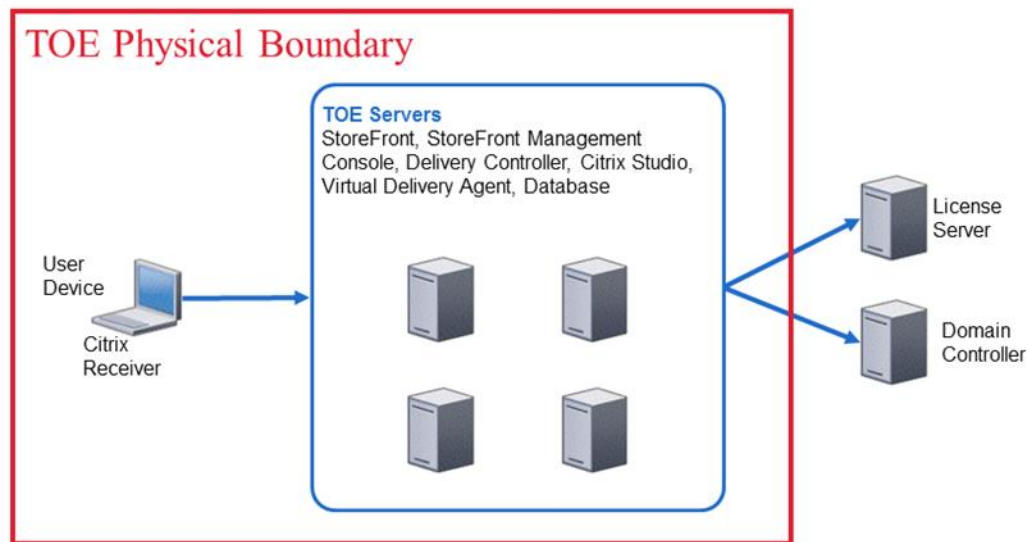 TOE Physical Boundary
TOE Servers
StoreFront, StoreFront Management
Console, Delivery Controller, Citrix Studio,
Virtual Delivery Agent, Database
User
Device
Citrix
Receiver
License
Server
Domain
Controller